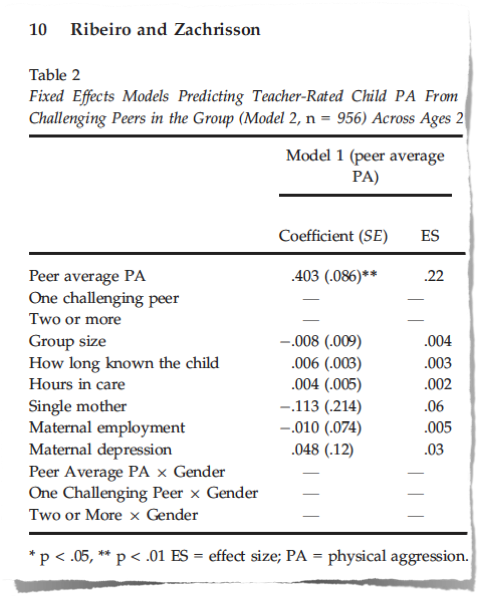 10 Ribeiro and Zachrisson
Table 2
Fixed Effects Models Predicting Teacher-Rated Child PA From
Challenging Peers in the Group (Model 2, n = 956) Across Ages 2
Model 1 (peer average
PA)
Coefficient (SE) ES
Peer average PA .403 (.086)** .22
One challenging peer — —
Two or more — —
Group size −.008 (.009) .004
How long known the child .006 (.003) .003
Hours in care .004 (.005) .002
Single mother −.113 (.214) .06
Maternal employment −.010 (.074) .005
Maternal depression .048 (.12) .03
Peer Average PA × Gender — —
One Challenging Peer × Gender — —
Two or More × Gender — —
* p < .05, ** p < .01 ES = effect size; PA = physical aggression.